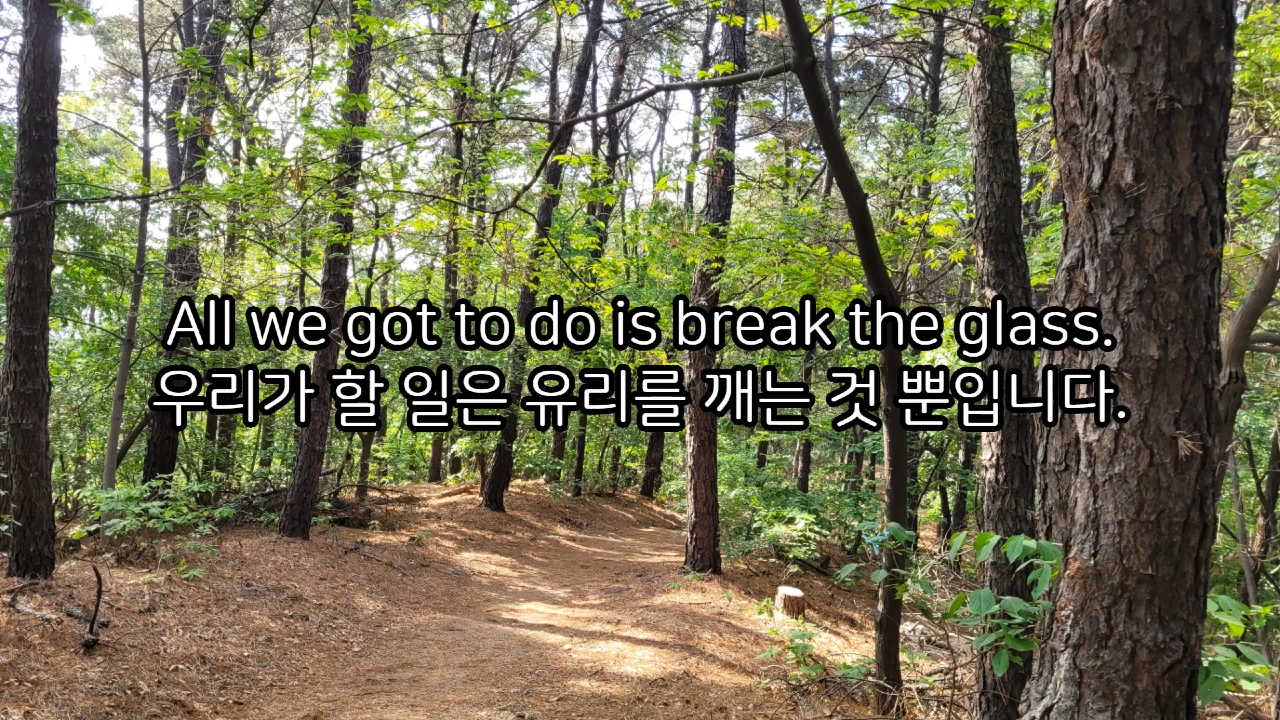 All we got to do is break the glass.
우리가 할 일은 유리를 깨는 것 뿐입니다.